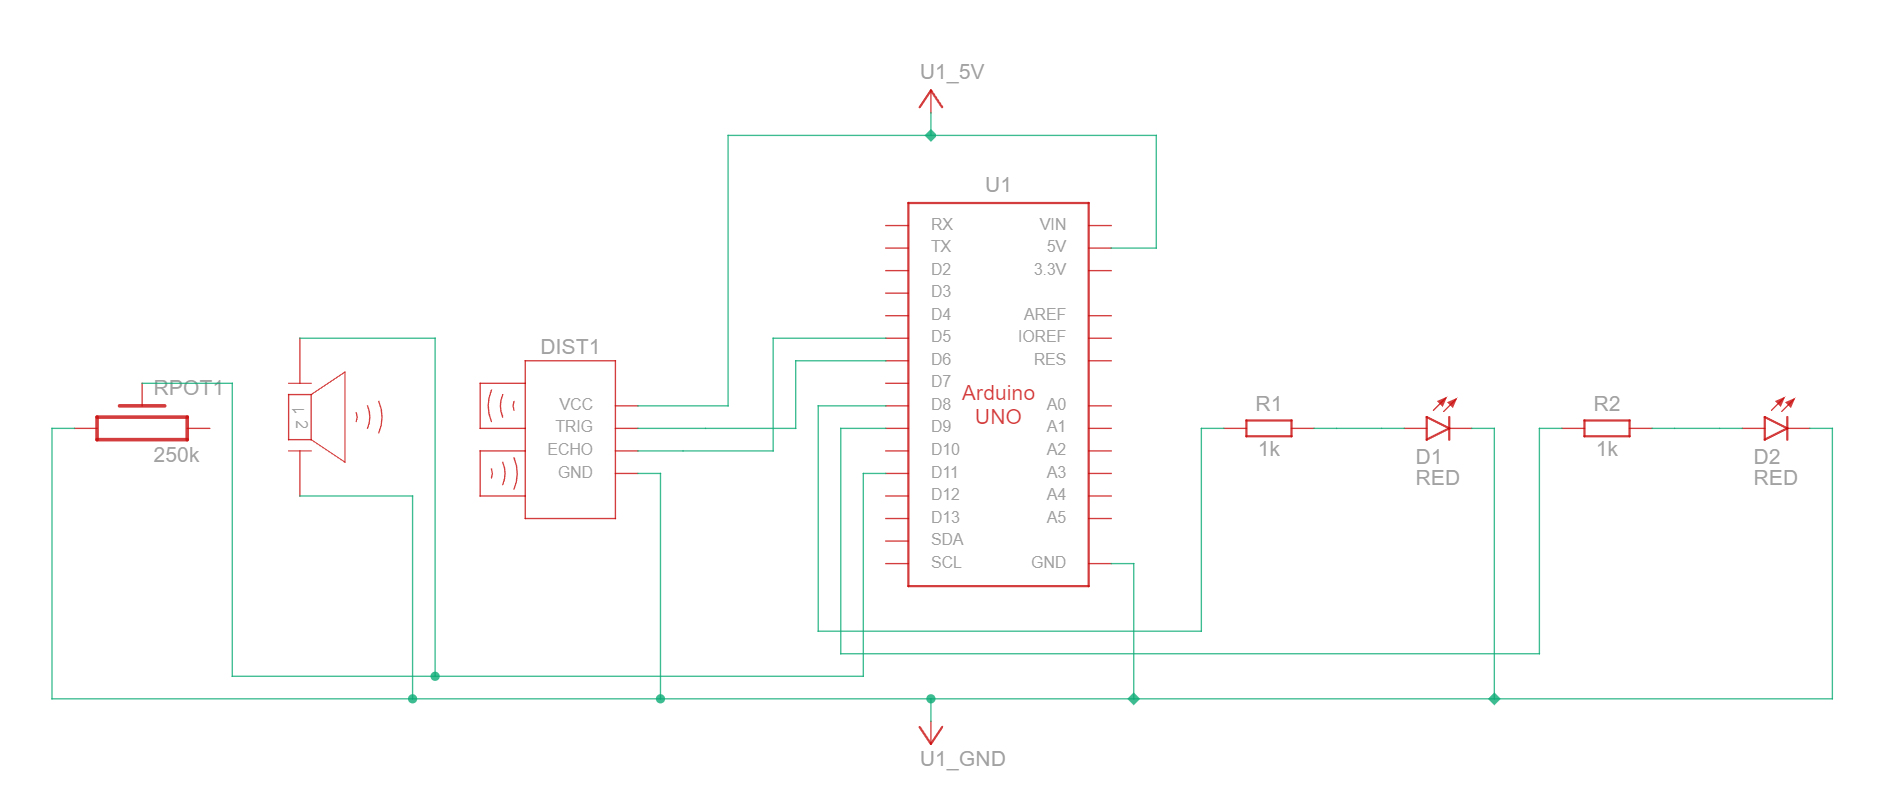 U1_5V
U1
RX
TX
D2
D3
D4
D5
D6
D7
D8
D9
D10
D11
D12
D13
SDA
SCL
VIN
5V
3.3V
AREF
IOREF
RES
A0
A1
A2
A3
A4
A5
GND
Arduino
UNO
RPOT1
250k
1
2
DIST1
VCC
TRIG
ECHO
GND
R1
1k
D1
RED
R2
1k
D2
RED
U1_GND